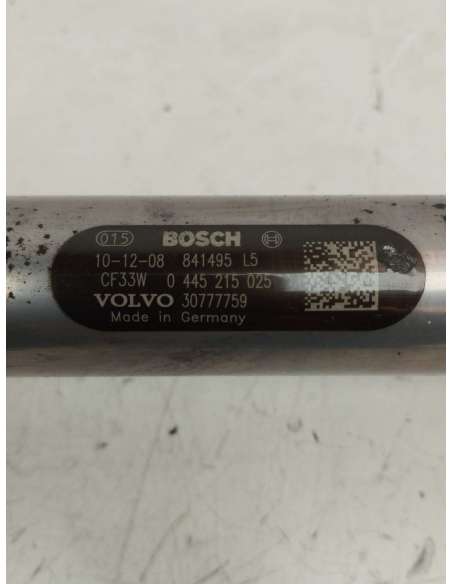 015 BOSCH
10-12-08 841495 L5
CF33W 0 445 215 025
VOLVO 30777759
Made in Germany